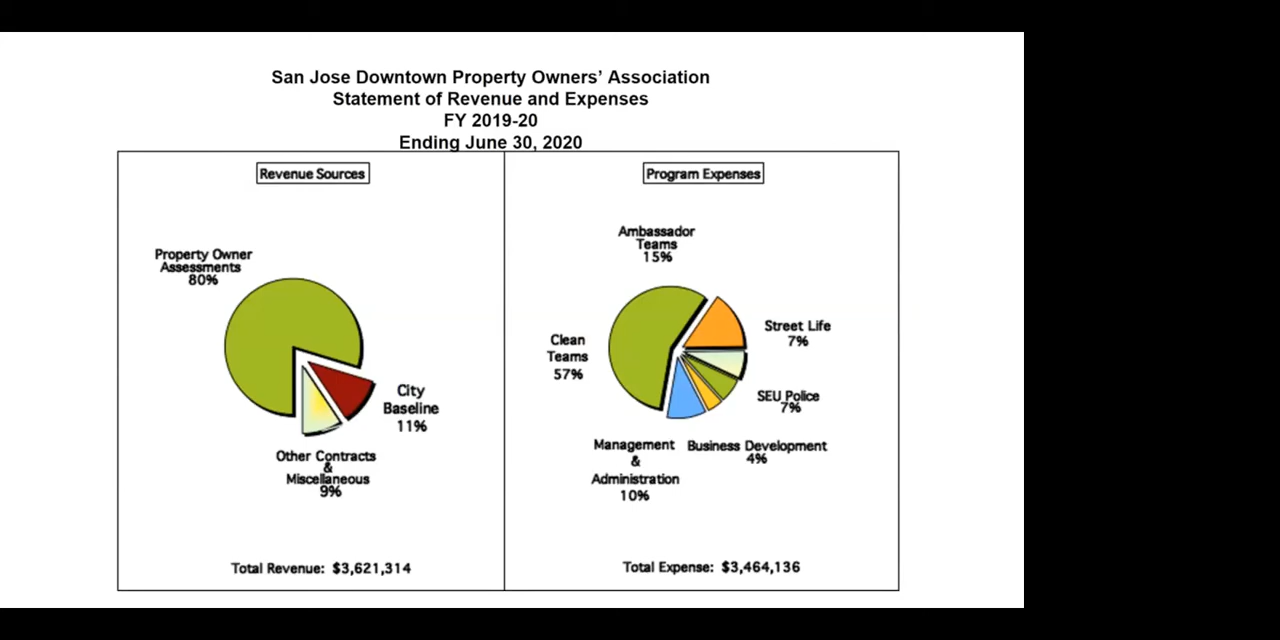 San Jose Downtown Property Owners' Association
Statement of Revenue and Expenses
FY 2019-20
Ending June 30, 2020
Revenue Sources
Property Owner
Assessments
80%
City
Baseline
11%
Other Contracts
&
Miscellaneous
9%
Total Revenue: $3,621,314
Program Expenses
Ambassador
Teams
15%
Street Life
7%
Clean
Teams
57%
SEU Police
7%
Business Development
4%
Management
&
Administration
10%
Total Expense: $3,464,136